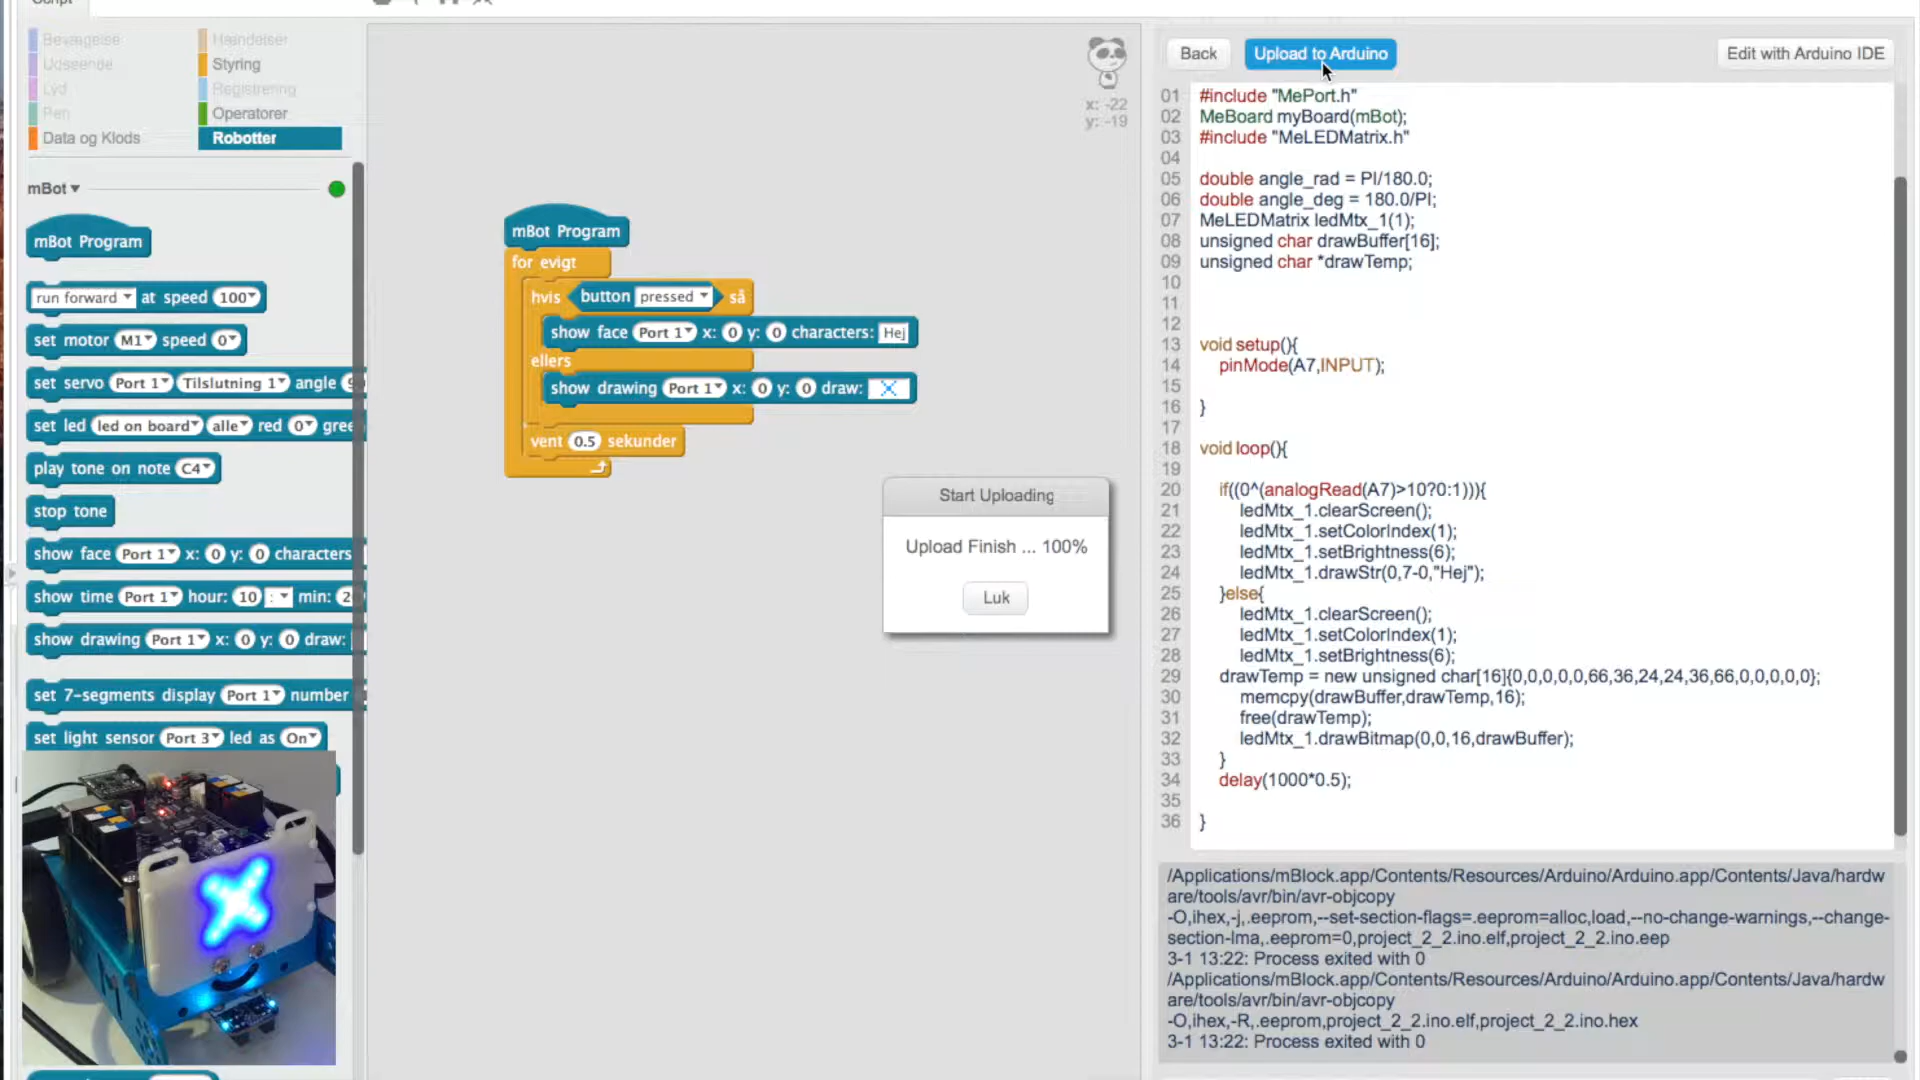 Script
Bevægelse
Hændelser
Udseende
Styring
Lyd
Registrering
Pen
Operatorer
Data og Klods
Robotter
mBot
mBot Program
run forward at speed 100
set motor M1 speed 0
set servo Port 1 Tilslutning 1 angle
set led led on board alle red 0 gree
play tone on note C4
stop tone
show face Port 1 x: 0 y: 0 characters
show time Port 1 hour: 10 : min: 2
show drawing Port 1 x: 0 y: 0 draw:
set 7-segments display Port 1 number
set light sensor Port 3 led as On
x: -22
y: -19
mBot Program
for evigt
hvis button pressed så
show face Port 1 x: 0 y: 0 characters: Hej
ellers
show drawing Port 1 x: 0 y: 0 draw:
vent 0.5 sekunder
Start Uploading
Upload Finish ... 100%
Luk
Back
Upload to Arduino
Edit with Arduino IDE
01 #include "MePort.h"
02 MeBoard myBoard(mBot);
03 #include "MeLEDMatrix.h"
04
05 double angle_rad = PI/180.0;
06 double angle_deg = 180.0/PI;
07 MeLEDMatrix ledMtx_1(1);
08 unsigned char drawBuffer[16];
09 unsigned char *drawTemp;
10
11
12
13 void setup(){
14 pinMode(A7,INPUT);
15
16 }
17
18 void loop(){
19
20 if((0^(analogRead(A7)>10?0:1))){
21 ledMtx_1.clearScreen();
22 ledMtx_1.setColorIndex(1);
23 ledMtx_1.setBrightness(6);
24 ledMtx_1.drawStr(0,7-0,"Hej");
25 }else{
26 ledMtx_1.clearScreen();
27 ledMtx_1.setColorIndex(1);
28 ledMtx_1.setBrightness(6);
29 drawTemp = new unsigned char[16]{0,0,0,0,0,66,36,24,24,36,66,0,0,0,0,0};
30 memcpy(drawBuffer,drawTemp,16);
31 free(drawTemp);
32 ledMtx_1.drawBitmap(0,0,16,drawBuffer);
33 }
34 delay(1000*0.5);
35
36 }
/Applications/mBlock.app/Contents/Resources/Arduino/Arduino.app/Contents/Java/hardw
are/tools/avr/bin/avr-objcopy
-O,ihex,-j,.eeprom,--set-section-flags=.eeprom=alloc,load,--no-change-warnings,--change-
section-lma,.eeprom=0,project_2_2.ino.elf,project_2_2.ino.eep
3-1 13:22: Process exited with 0
/Applications/mBlock.app/Contents/Resources/Arduino/Arduino.app/Contents/Java/hardw
are/tools/avr/bin/avr-objcopy
-O,ihex,-R,.eeprom,project_2_2.ino.elf,project_2_2.ino.hex
3-1 13:22: Process exited with 0